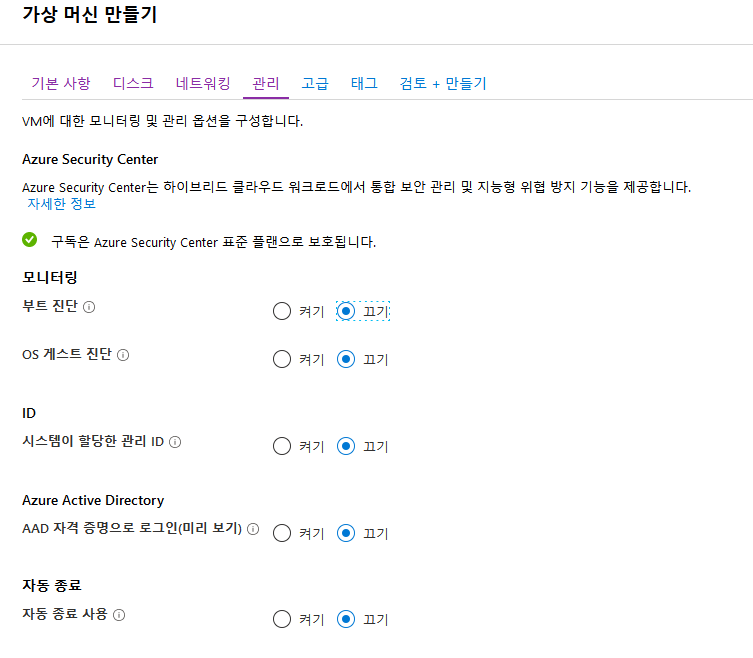 가상 머신 만들기
기본 사항 디스크 네트워킹 관리 고급 태그 검토 + 만들기
VM에 대한 모니터링 및 관리 옵션을 구성합니다.
Azure Security Center
Azure Security Center는 하이브리드 클라우드 워크로드에서 통합 보안 관리 및 지능형 위협 방지 기능을 제공합니다.
자세한 정보
구독은 Azure Security Center 표준 플랜으로 보호됩니다.
모니터링
부트 진단 켜기 끄기
OS 게스트 진단 켜기 끄기
ID
시스템이 할당한 관리 ID 켜기 끄기
Azure Active Directory
AAD 자격 증명으로 로그인(미리 보기) 켜기 끄기
자동 종료
자동 종료 사용 켜기 끄기